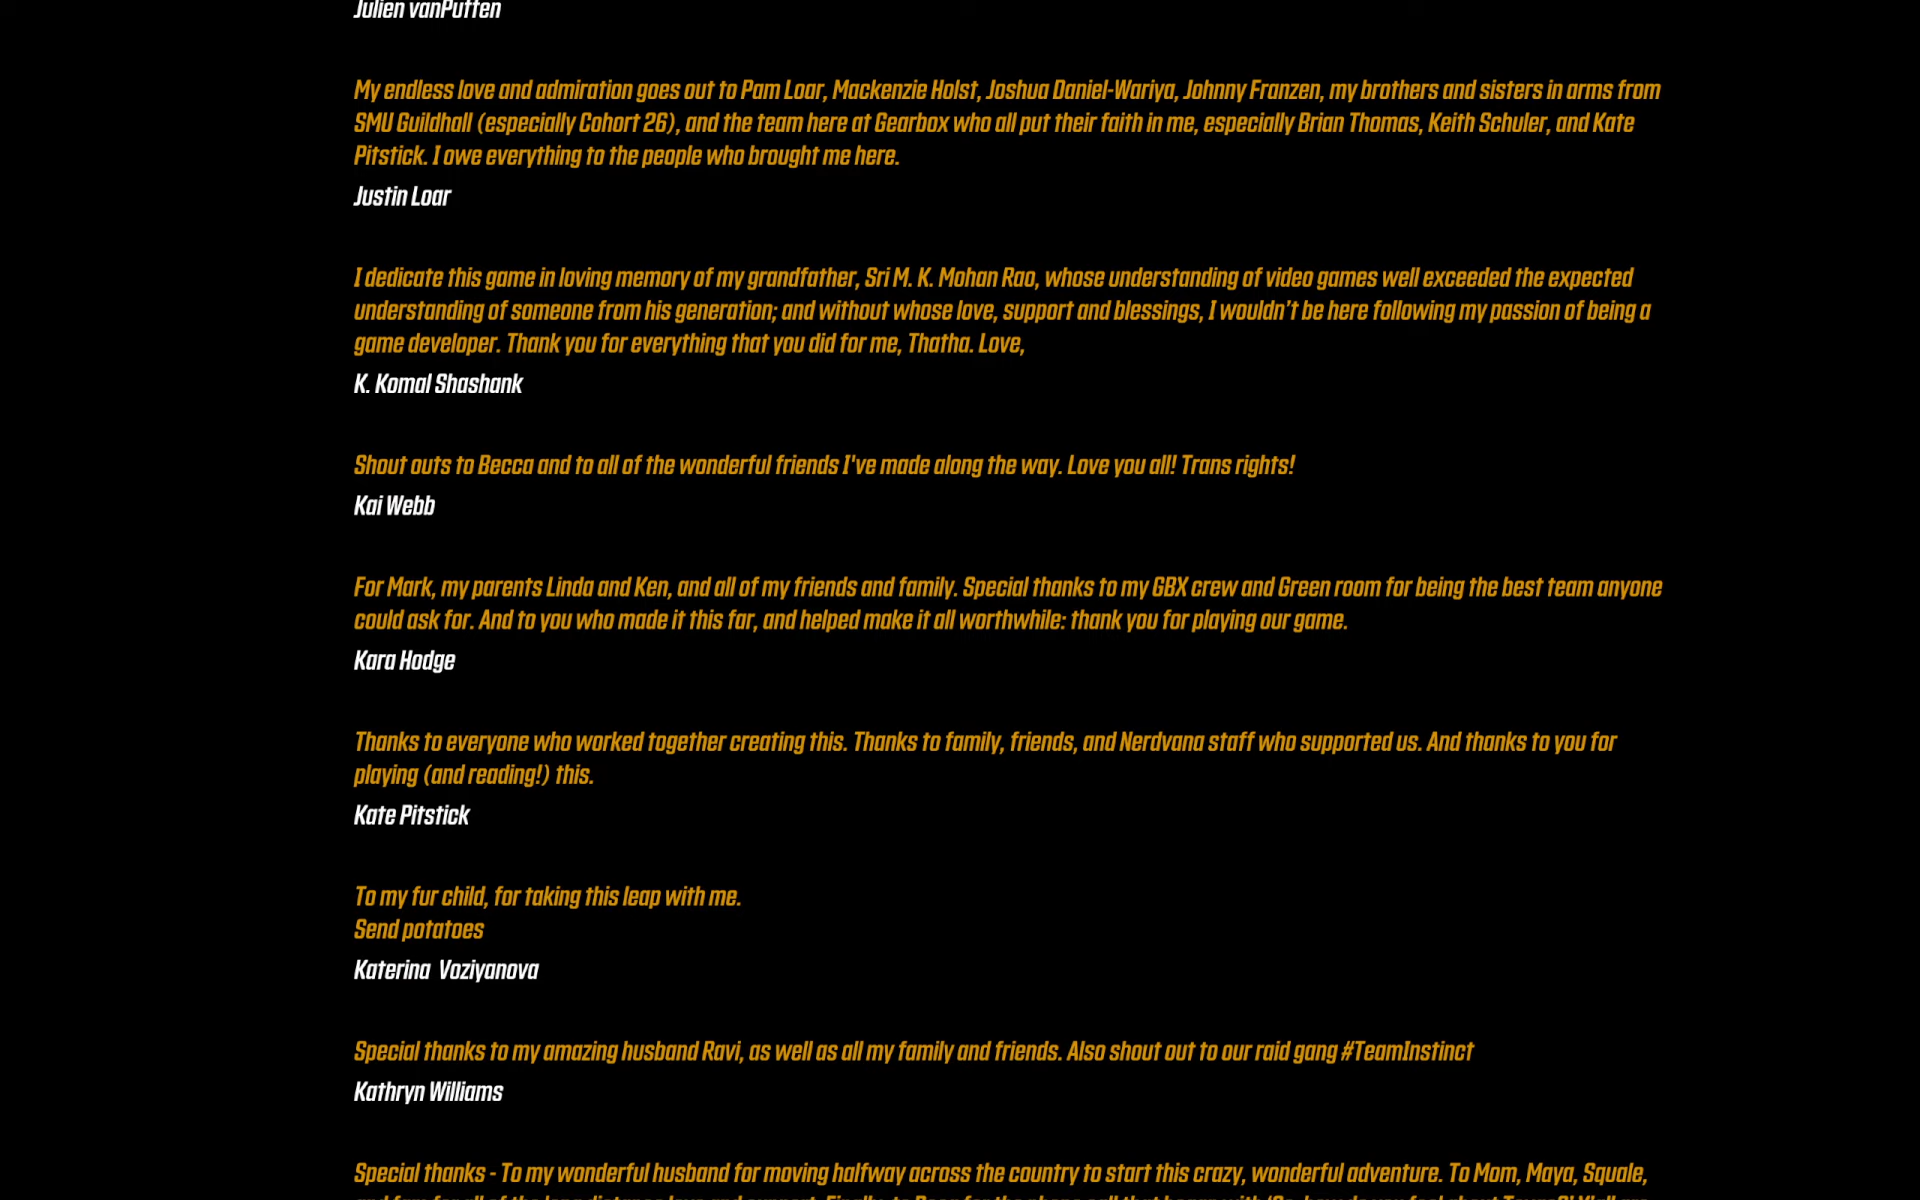 Julien vanPutten
My endless love and admiration goes out to Pam Loar, Mackenzie Holst, Joshua Daniel-Wariya, Johnny Franzen, my brothers and sisters in arms from
SMU Guildhall (especially Cohort 26), and the team here at Gearbox who all put their faith in me, especially Brian Thomas, Keith Schuler, and Kate
Pitstick. I owe everything to the people who brought me here.
Justin Loar
I dedicate this game in loving memory of my grandfather, Sri M. K. Mohan Rao, whose understanding of video games well exceeded the expected
understanding of someone from his generation; and without whose love, support and blessings, I wouldn’t be here following my passion of being a
game developer. Thank you for everything that you did for me, Thatha. Love,
K. Komal Shashank
Shout outs to Becca and to all of the wonderful friends I've made along the way. Love you all! Trans rights!
Kai Webb
For Mark, my parents Linda and Ken, and all of my friends and family. Special thanks to my GBX crew and Green room for being the best team anyone
could ask for. And to you who made it this far, and helped make it all worthwhile: thank you for playing our game.
Kara Hodge
Thanks to everyone who worked together creating this. Thanks to family, friends, and Nerdvana staff who supported us. And thanks to you for
playing (and reading!) this.
Kate Pitstick
To my fur child, for taking this leap with me.
Send potatoes
Katerina Voziyanova
Special thanks to my amazing husband Ravi, as well as all my family and friends. Also shout out to our raid gang #TeamInstinct
Kathryn Williams
Special thanks - To my wonderful husband for moving halfway across the country to start this crazy, wonderful adventure. To Mom, Maya, Squale,